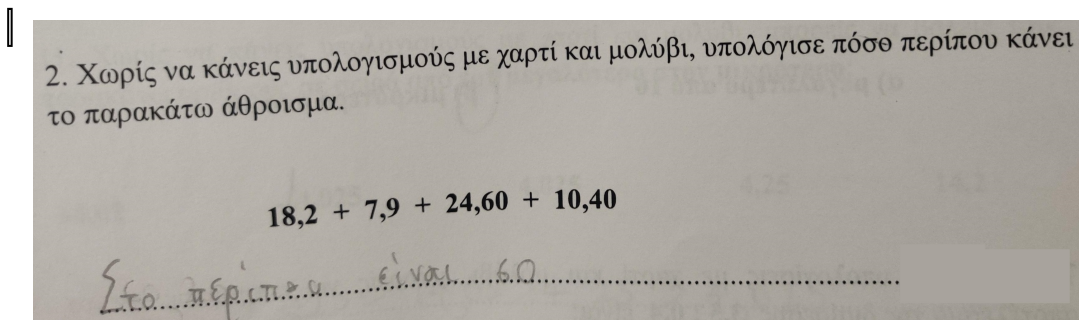 2. Χωρίς να κάνεις υπολογισμούς με χαρτί και μολύβι, υπολόγισε πόσο περίπου κάνει
το παρακάτω άθροισμα.
18,2 + 7,9 + 24,60 + 10,40
Στο περίπου είναι 60